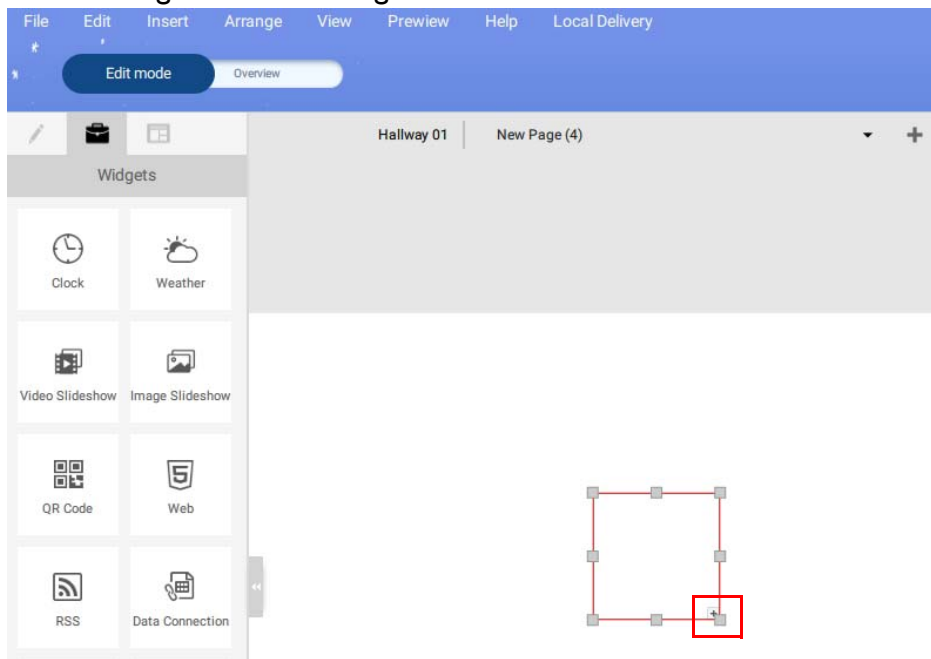 File Edit Insert Arrange View Prewiew Help Local Delivery
Edit mode Overview
Hallway 01 New Page (4)
Widgets
Clock Weather
Video Slideshow Image Slideshow
QR Code Web
RSS Data Connection